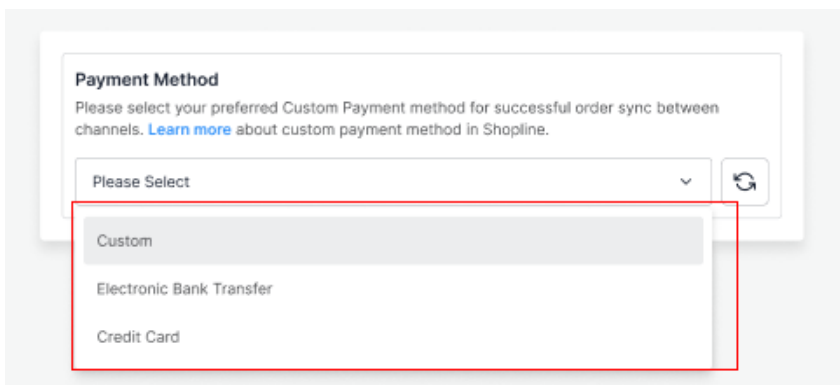 Payment Method
Please select your preferred Custom Payment method for successful order sync between
channels. Learn more about custom payment method in Shopline.
Please Select
Custom
Electronic Bank Transfer
Credit Card